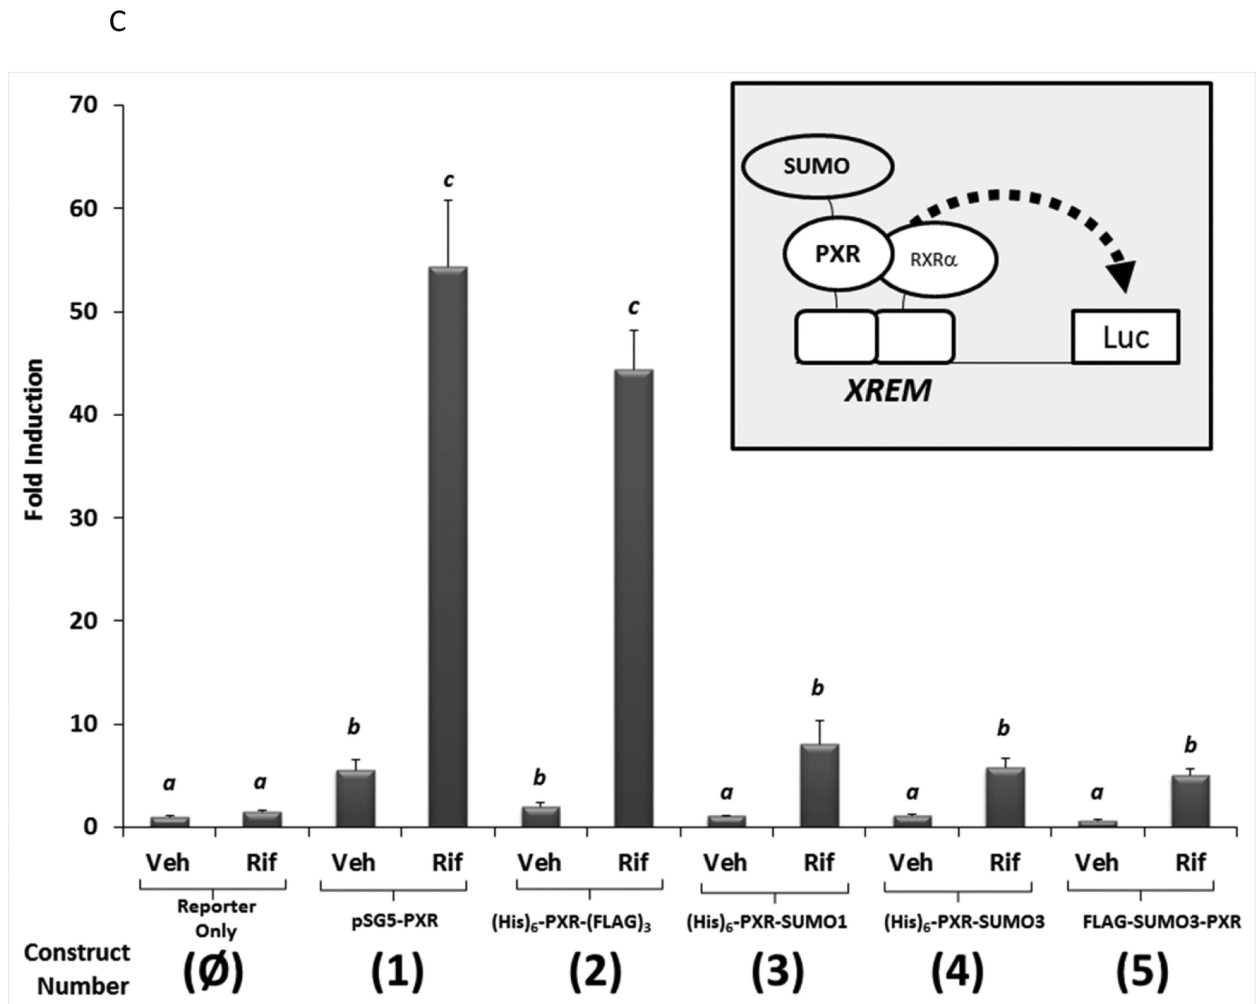 C
70
60
50
40
30
20
10
0
Fold Induction
a
a
b
c
b
c
a
b
a
b
a
b
SUMO
PXR
RXRα
Luc
XREM
Veh Rif Veh Rif Veh Rif Veh Rif Veh Rif Veh Rif
Reporter
Only
pSG5-PXR
(His)₆-PXR-(FLAG)₃
(His)₆-PXR-SUMO1
(His)₆-PXR-SUMO3
FLAG-SUMO3-PXR
Construct
Number
(Ø) (1) (2) (3) (4) (5)